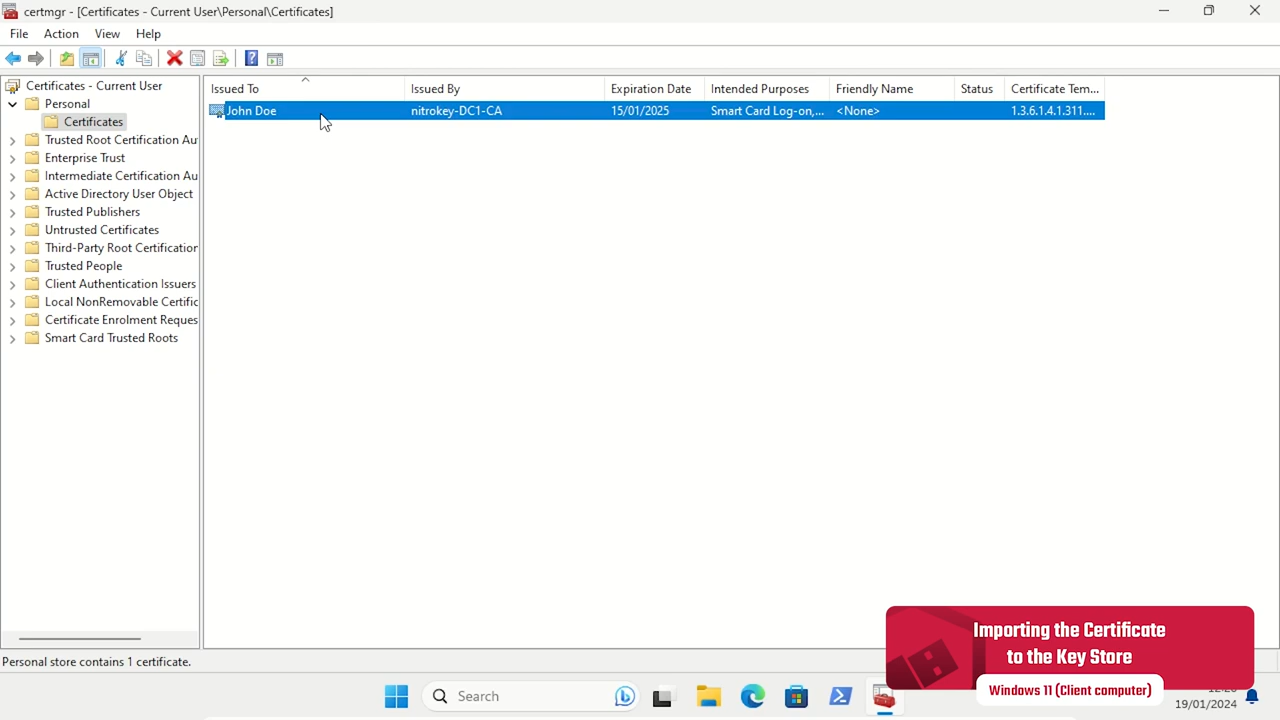 certmgr - [Certificates - Current User\Personal\Certificates]
File Action View Help
Certificates - Current User
Personal
Certificates
Trusted Root Certification Au
Enterprise Trust
Intermediate Certification Au
Active Directory User Object
Trusted Publishers
Untrusted Certificates
Third-Party Root Certification
Trusted People
Client Authentication Issuers
Local NonRemovable Certific
Certificate Enrolment Reques
Smart Card Trusted Roots
Issued To Issued By Expiration Date Intended Purposes Friendly Name Status Certificate Tem...
John Doe nitrokey-DC1-CA 15/01/2025 Smart Card Log-on,... <None> 1.3.6.1.4.1.311....
Personal store contains 1 certificate.
Importing the Certificate
to the Key Store
Windows 11 (Client computer)
Search
19/01/2024